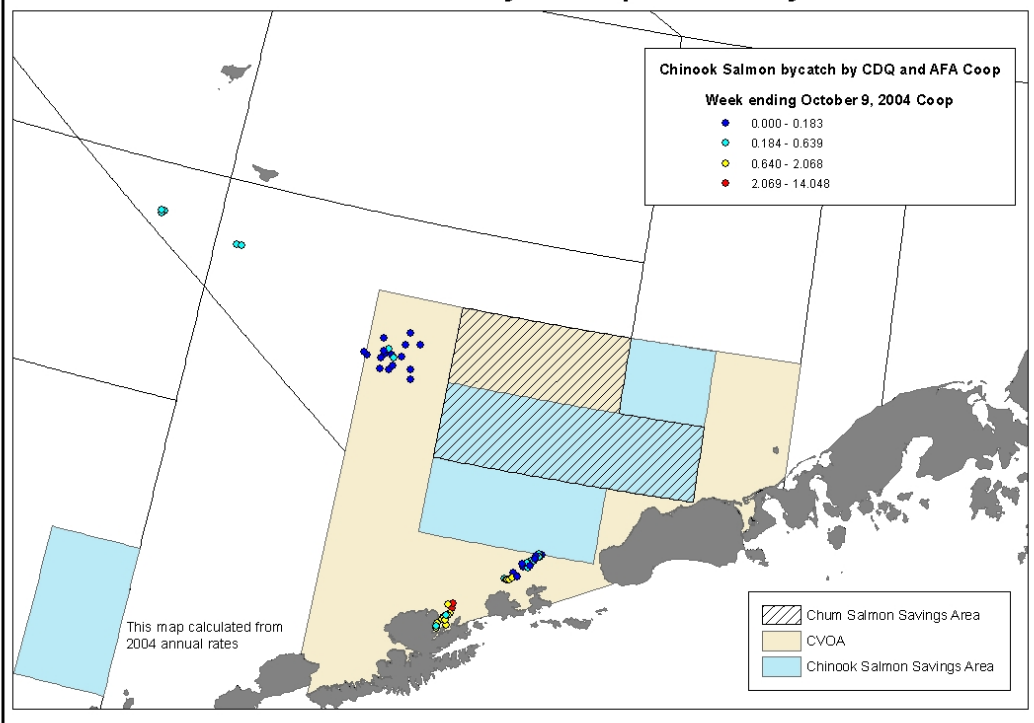 Chinook Salmon bycatch by CDQ and AFA Coop
Week ending October 9, 2004 Coop
0.000 - 0.183
0.184 - 0.639
0.640 - 2.068
2.069 - 14.048
This map calculated from
2004 annual rates
Chum Salmon Savings Area
CVOA
Chinook Salmon Savings Area